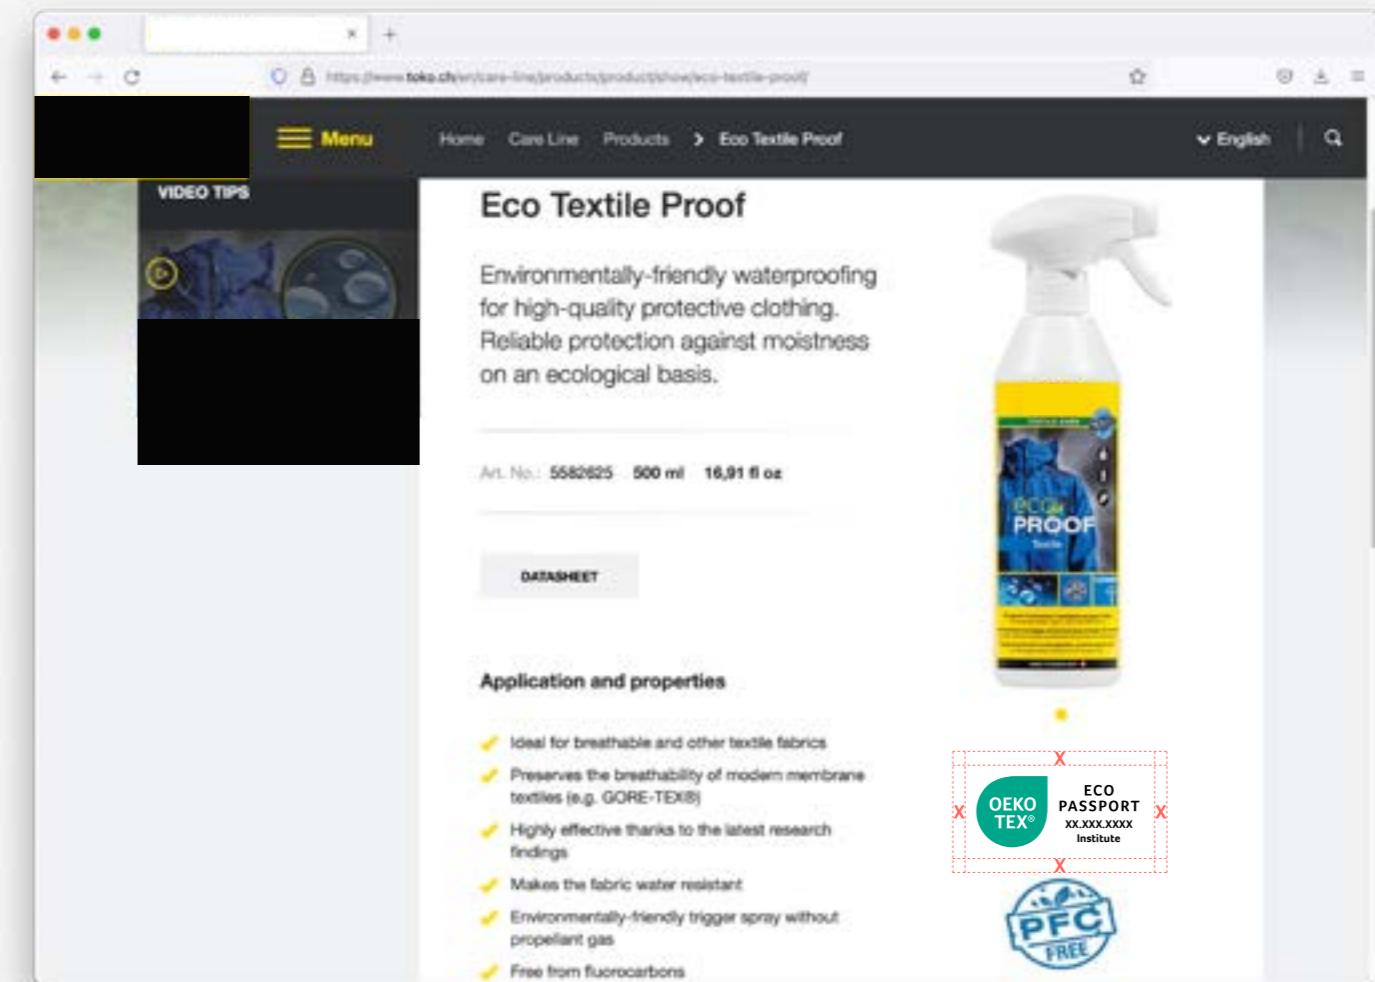 https://www.toko.ch/en/care-line/products/product/show/eco-textile-proof/
Menu
Home
Care Line
Products
Eco Textile Proof
English
VIDEO TIPS
Eco Textile Proof
Environmentally-friendly waterproofing
for high-quality protective clothing.
Reliable protection against moistness
on an ecological basis.
Art. No.: 5582625 500 ml 16,91 fl oz
DATASHEET
Application and properties
Ideal for breathable and other textile fabrics
Preserves the breathability of modern membrane
textiles (e.g. GORE-TEX®)
Highly effective thanks to the latest research
findings
Makes the fabric water resistant
Environmentally-friendly trigger spray without
propellant gas
Free from fluorocarbons
eco
PROOF
Textile
X
X
X
X
OEKO
TEX®
ECO
PASSPORT
XX.XXX.XXXX
Institute
PFC
FREE